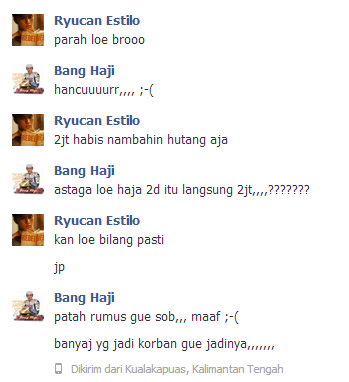 Ryucan Estilo
parah loe brooo
Bang Haji
hancuuuurr,,,, ;-(
Ryucan Estilo
2jt habis nambahin hutang aja
Bang Haji
astaga loe haja 2d itu langsung 2jt,,,,???????
Ryucan Estilo
kan loe bilang pasti
jp
Bang Haji
patah rumus gue sob,,, maaf ;-(
banyaj yg jadi korban gue jadinya,,,,,,,
Dikirim dari Kualakapuas, Kalimantan Tengah